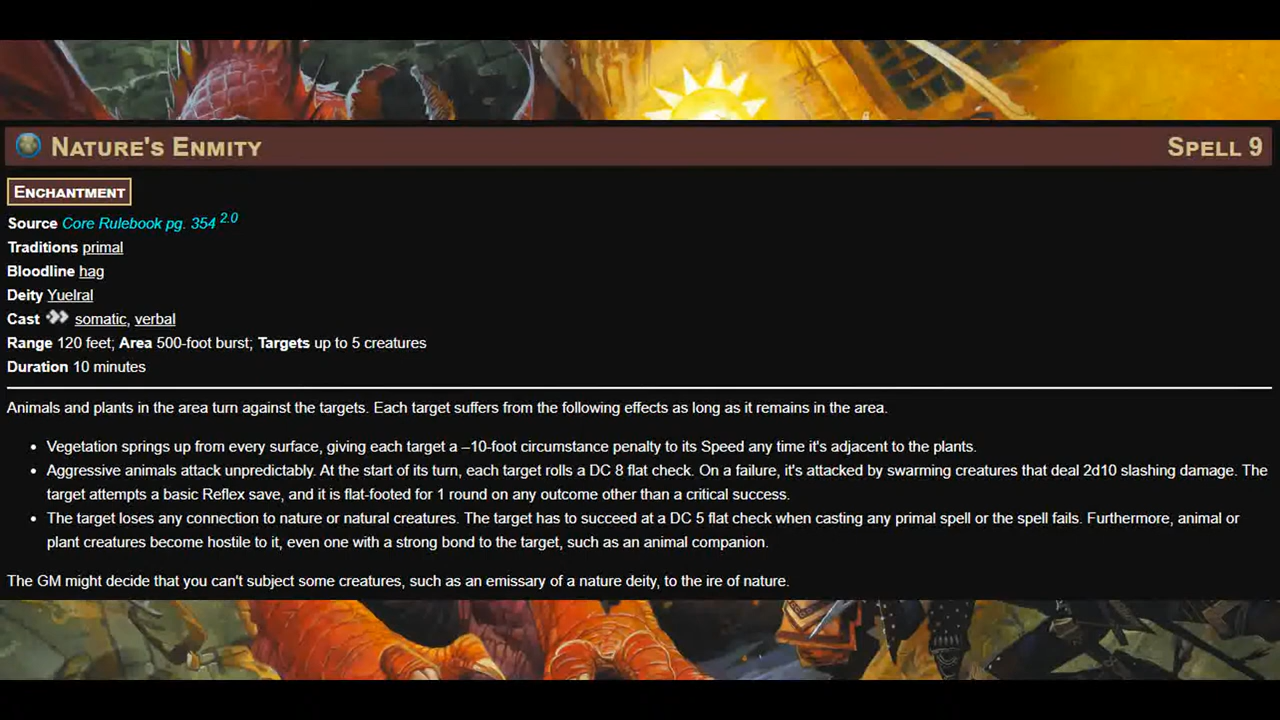 NATURE'S ENMITY SPELL 9
ENCHANTMENT
Source Core Rulebook pg. 354 2.0
Traditions primal
Bloodline hag
Deity Yuelral
Cast somatic, verbal
Range 120 feet; Area 500-foot burst; Targets up to 5 creatures
Duration 10 minutes
Animals and plants in the area turn against the targets. Each target suffers from the following effects as long as it remains in the area.
• Vegetation springs up from every surface, giving each target a –10-foot circumstance penalty to its Speed any time it's adjacent to the plants.
• Aggressive animals attack unpredictably. At the start of its turn, each target rolls a DC 8 flat check. On a failure, it's attacked by swarming creatures that deal 2d10 slashing damage. The
target attempts a basic Reflex save, and it is flat-footed for 1 round on any outcome other than a critical success.
• The target loses any connection to nature or natural creatures. The target has to succeed at a DC 5 flat check when casting any primal spell or the spell fails. Furthermore, animal or
plant creatures become hostile to it, even one with a strong bond to the target, such as an animal companion.
The GM might decide that you can't subject some creatures, such as an emissary of a nature deity, to the ire of nature.